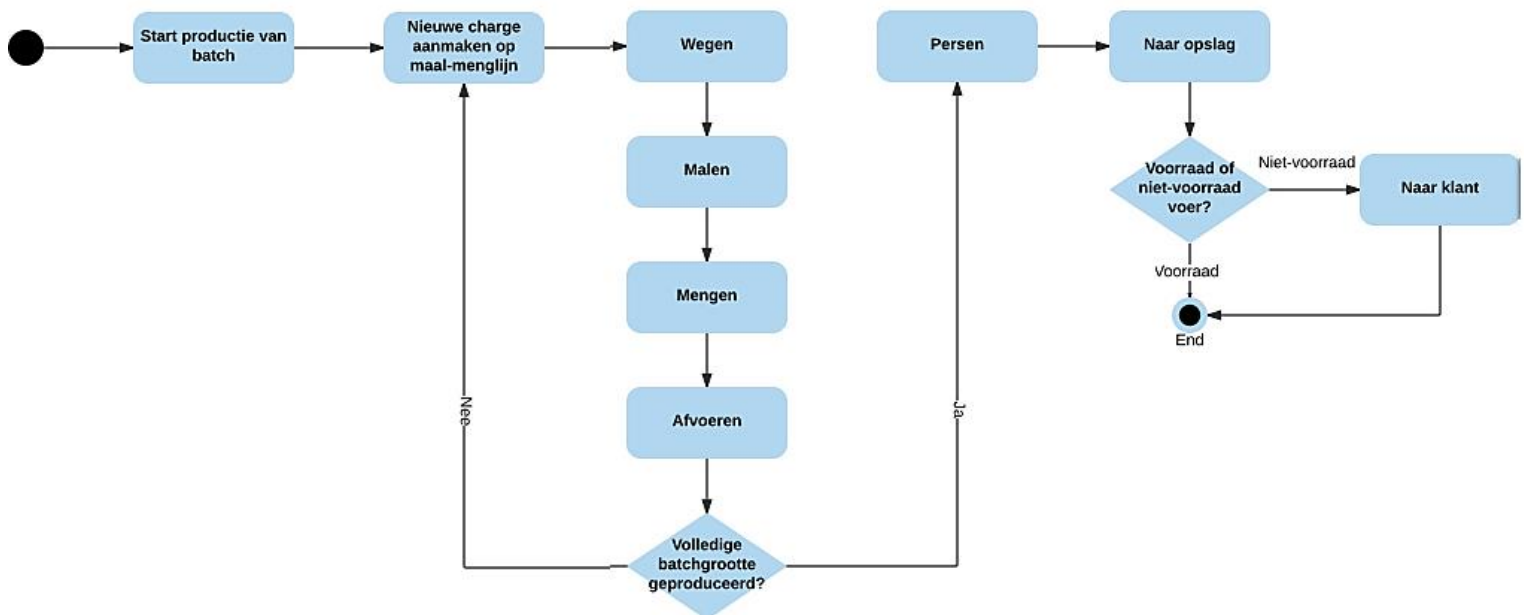 Start productie van
batch
Nieuwe charge
aanmaken op
maal-menglijn
Wegen
Malen
Mengen
Afvoeren
Volledige
batchgrootte
geproduceerd?
Nee
Ja
Persen
Naar opslag
Voorraad of
niet-voorraad
voer?
Niet-voorraad
Naar klant
Voorraad
End